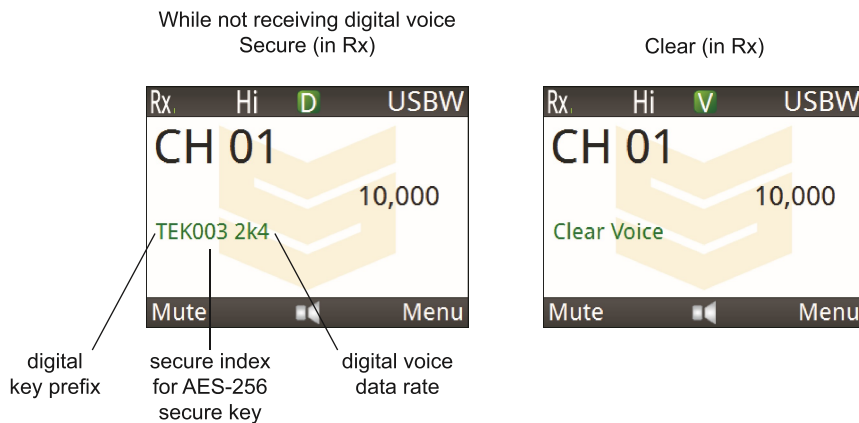 While not receiving digital voice
Secure (in Rx)
Clear (in Rx)
Rx Hi D USBW
CH 01
10,000
TEK003 2k4
Mute Menu
Rx Hi V USBW
CH 01
10,000
Clear Voice
Mute Menu
digital
key prefix
secure index
for AES-256
secure key
digital voice
data rate